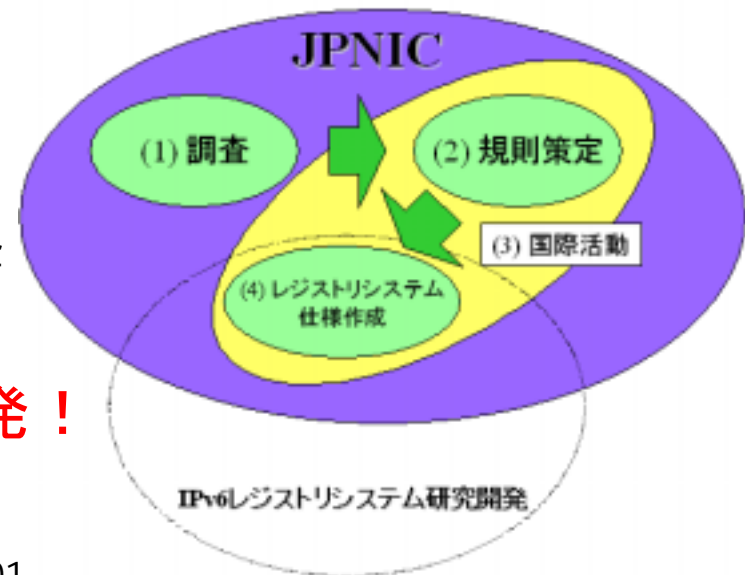 JPNIC
(1) 調査
(2) 規則策定
(3) 国際活動
(4) レジストリシステム
仕様作成
発！
IPv6レジストリシステム研究開発
01